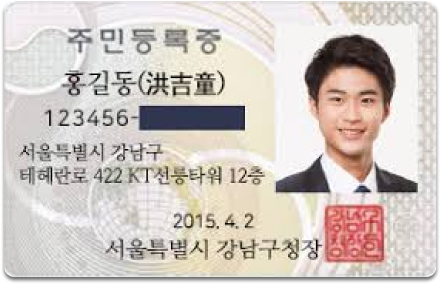 주민등록증
홍길동(洪吉童)
123456-
서울특별시 강남구
테헤란로 422 KT선릉타워 12층
2015. 4. 2
서울특별시 강남구청장